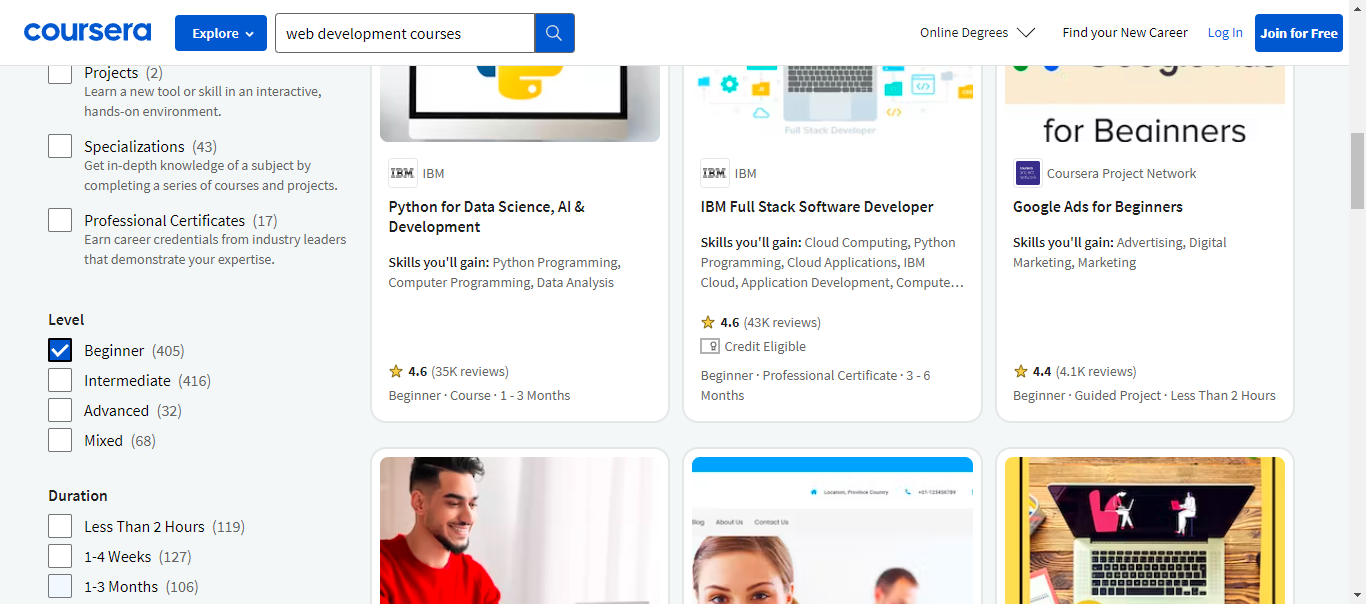 coursera
Explore
web development courses
Online Degrees
Find your New Career
Log In
Join for Free
Projects (2)
Learn a new tool or skill in an interactive,
hands-on environment.
Specializations (43)
Get in-depth knowledge of a subject by
completing a series of courses and projects.
Professional Certificates (17)
Earn career credentials from industry leaders
that demonstrate your expertise.
Level
Beginner (405)
Intermediate (416)
Advanced (32)
Mixed (68)
Duration
Less Than 2 Hours (119)
1-4 Weeks (127)
1-3 Months (106)
IBM IBM
Python for Data Science, AI &
Development
Skills you'll gain: Python Programming,
Computer Programming, Data Analysis
4.6 (35K reviews)
Beginner · Course · 1 - 3 Months
Full Stack Developer
IBM IBM
IBM Full Stack Software Developer
Skills you'll gain: Cloud Computing, Python
Programming, Cloud Applications, IBM
Cloud, Application Development, Compute…
4.6 (43K reviews)
Credit Eligible
Beginner · Professional Certificate · 3 - 6
Months
for Beginners
Coursera Project Network
Google Ads for Beginners
Skills you'll gain: Advertising, Digital
Marketing, Marketing
4.4 (4.1K reviews)
Beginner · Guided Project · Less Than 2 Hours
Location, Province Country +01-123456789
Blog About Us Contact Us